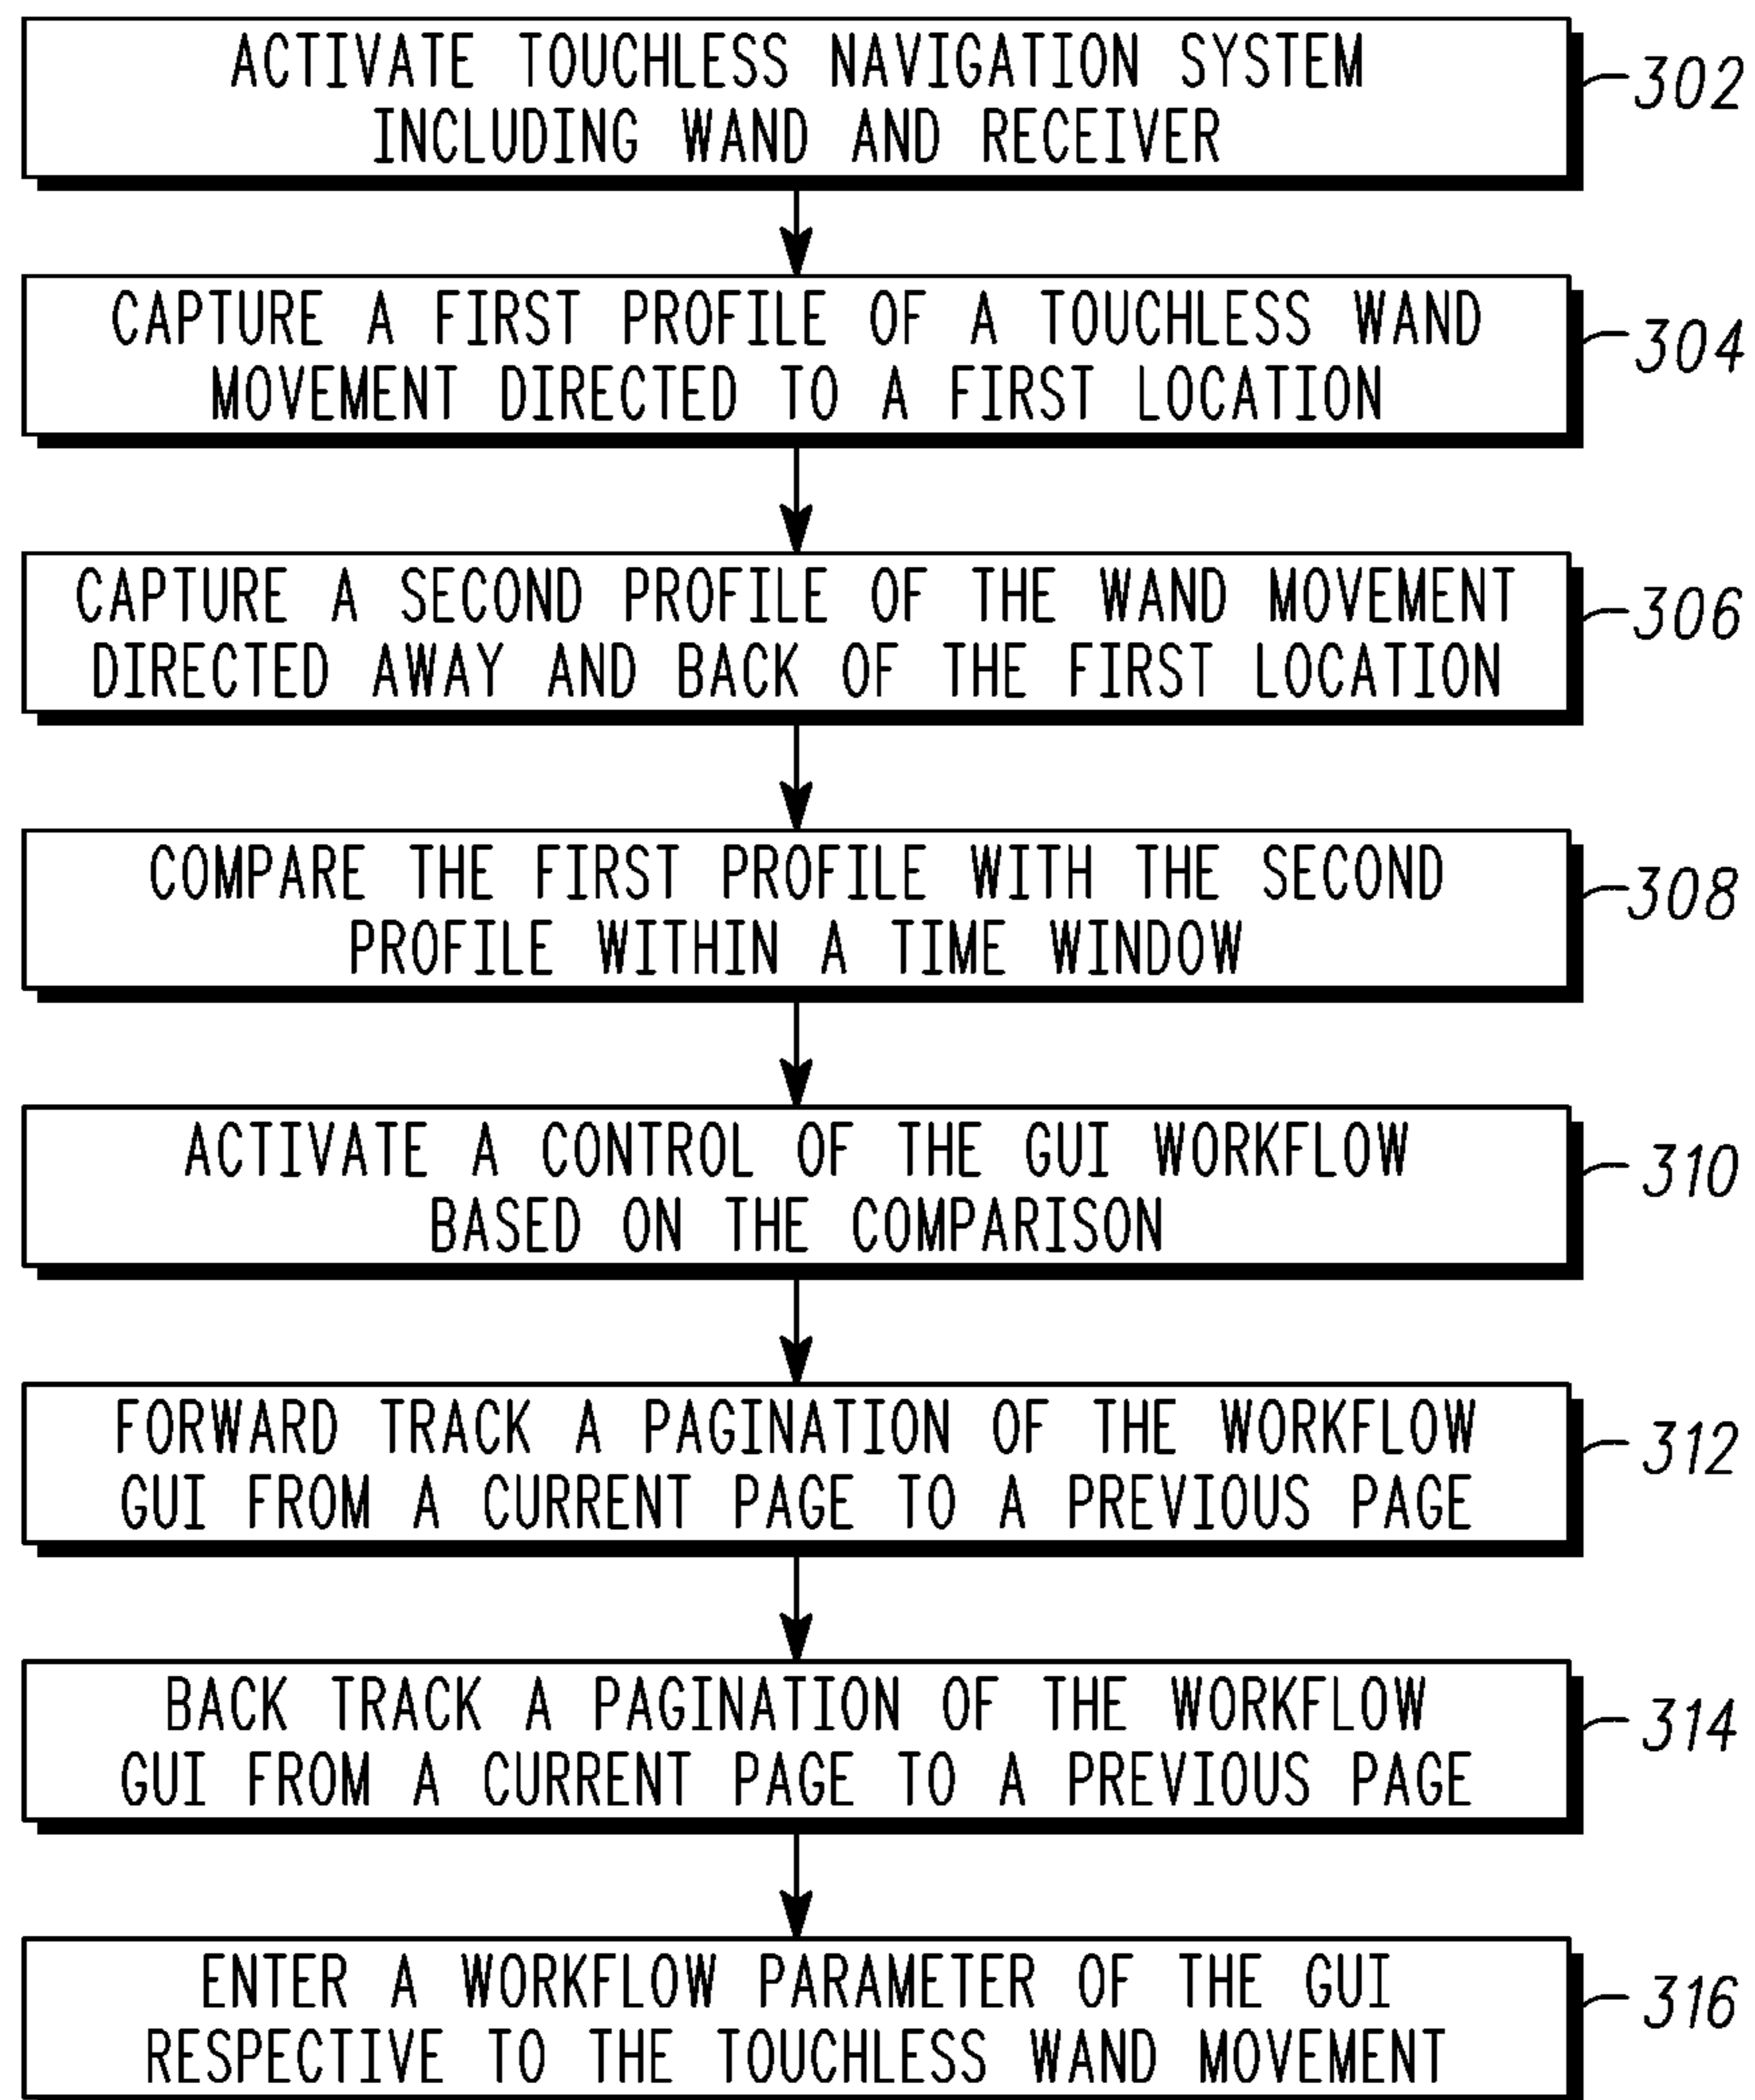 ACTIVATE TOUCHLESS NAVIGATION SYSTEM
INCLUDING WAND AND RECEIVER
302
CAPTURE A FIRST PROFILE OF A TOUCHLESS WAND
MOVEMENT DIRECTED TO A FIRST LOCATION
304
CAPTURE A SECOND PROFILE OF THE WAND MOVEMENT
DIRECTED AWAY AND BACK OF THE FIRST LOCATION
306
COMPARE THE FIRST PROFILE WITH THE SECOND
PROFILE WITHIN A TIME WINDOW
308
ACTIVATE A CONTROL OF THE GUI WORKFLOW
BASED ON THE COMPARISON
310
FORWARD TRACK A PAGINATION OF THE WORKFLOW
GUI FROM A CURRENT PAGE TO A PREVIOUS PAGE
312
BACK TRACK A PAGINATION OF THE WORKFLOW
GUI FROM A CURRENT PAGE TO A PREVIOUS PAGE
314
ENTER A WORKFLOW PARAMETER OF THE GUI
RESPECTIVE TO THE TOUCHLESS WAND MOVEMENT
316